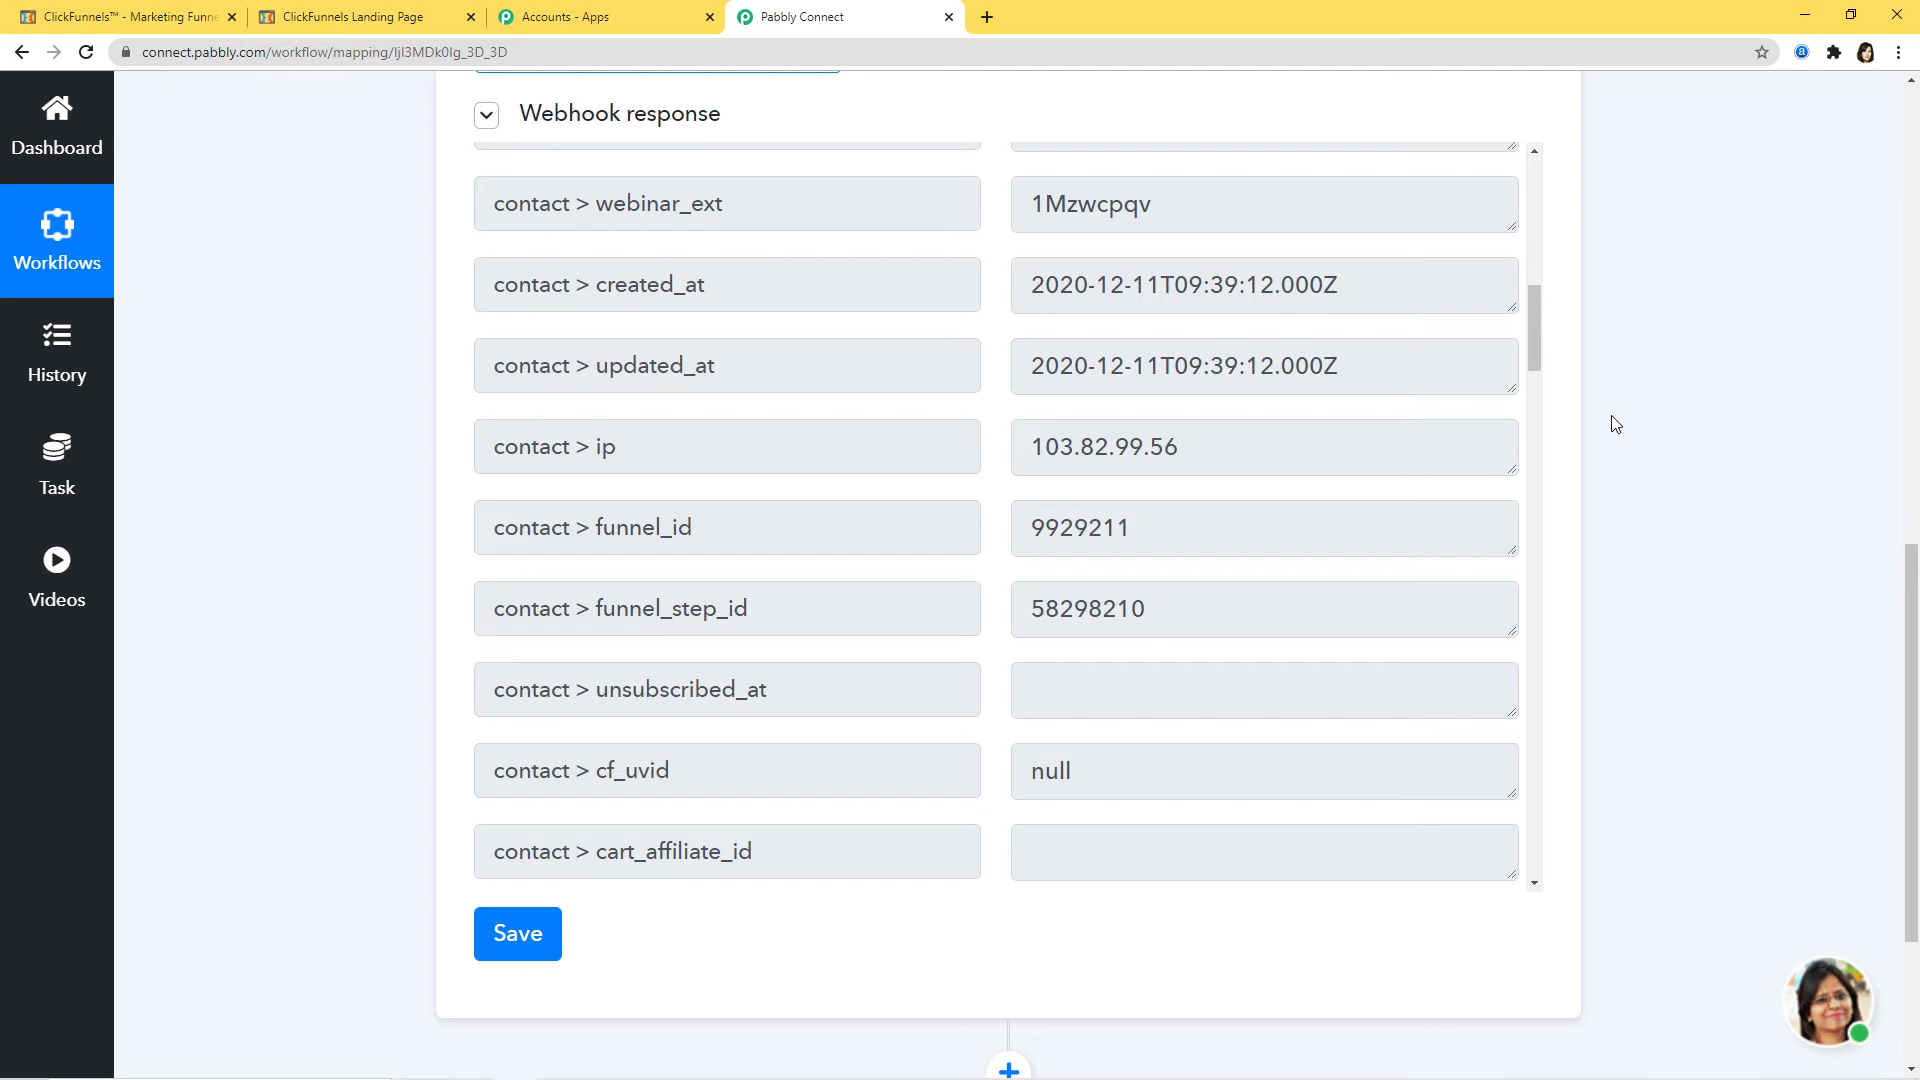 ClickFunnels™ - Marketing Funne
ClickFunnels Landing Page
Accounts - Apps
Pabbly Connect
connect.pabbly.com/workflow/mapping/IjI3MDk0Ig_3D_3D
Dashboard
Workflows
History
Task
Videos
Webhook response
contact > webinar_ext
1Mzwcpqv
contact > created_at
2020-12-11T09:39:12.000Z
contact > updated_at
2020-12-11T09:39:12.000Z
contact > ip
103.82.99.56
contact > funnel_id
9929211
contact > funnel_step_id
58298210
contact > unsubscribed_at
contact > cf_uvid
null
contact > cart_affiliate_id
Save